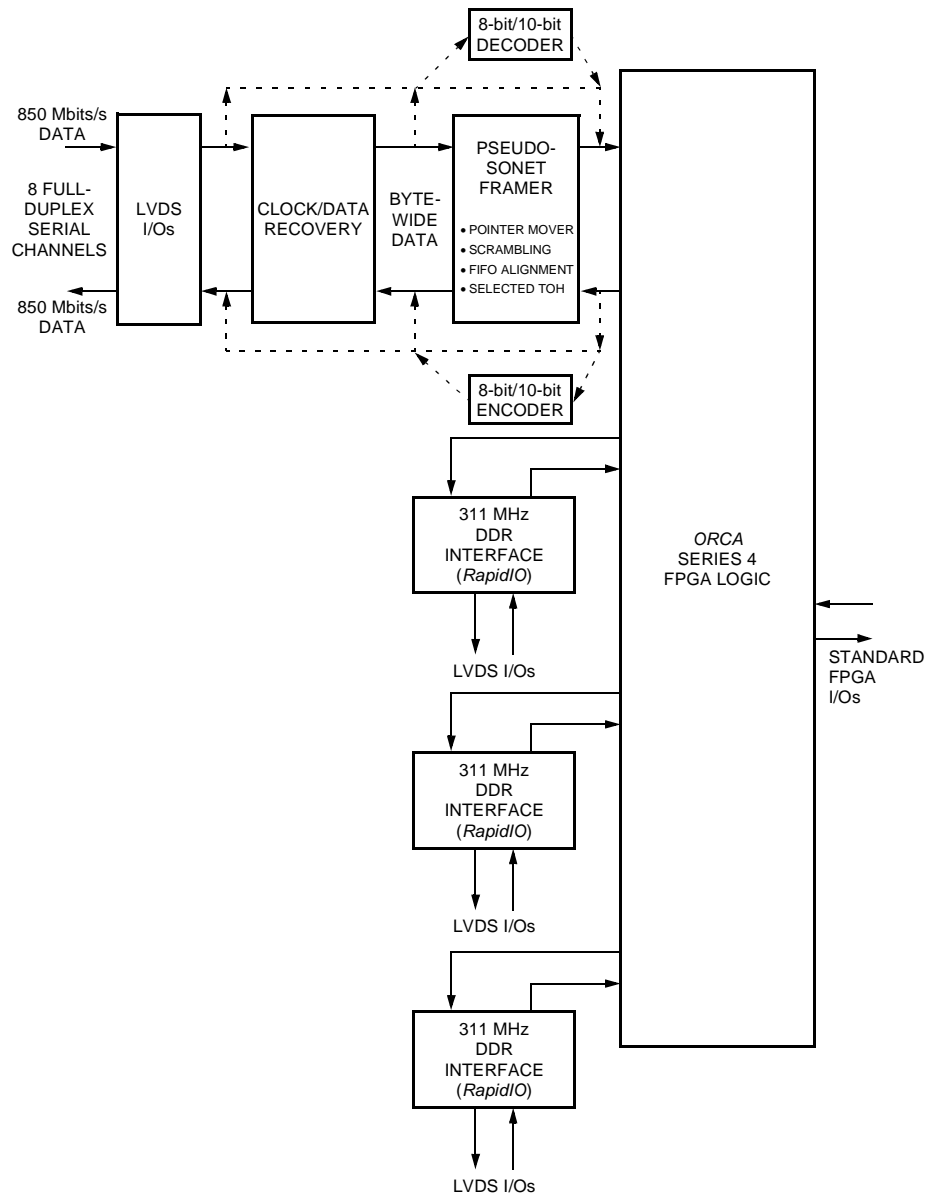 8-bit/10-bit
DECODER
850 Mbits/s
DATA
8 FULL-
DUPLEX
SERIAL
CHANNELS
850 Mbits/s
DATA
LVDS
I/Os
CLOCK/DATA
RECOVERY
BYTE-
WIDE
DATA
PSEUDO-
SONET
FRAMER
• POINTER MOVER
• SCRAMBLING
• FIFO ALIGNMENT
• SELECTED TOH
8-bit/10-bit
ENCODER
311 MHz
DDR
INTERFACE
(RapidIO)
LVDS I/Os
311 MHz
DDR
INTERFACE
(RapidIO)
LVDS I/Os
311 MHz
DDR
INTERFACE
(RapidIO)
LVDS I/Os
ORCA
SERIES 4
FPGA LOGIC
STANDARD
FPGA
I/Os